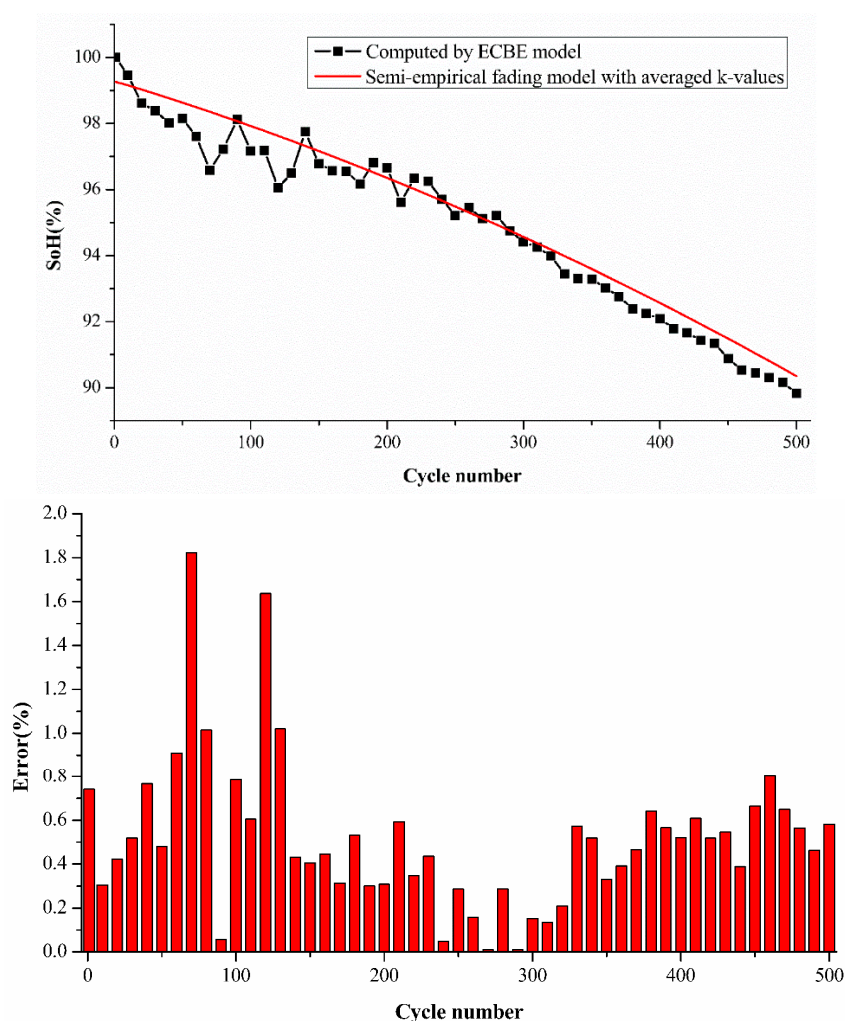 Computed by ECBE model
Semi-empirical fading model with averaged k-values
100
98
96
94
92
90
SoH(%)
0 100 200 300 400 500
Cycle number
2.0
1.8
1.6
1.4
1.2
1.0
0.8
0.6
0.4
0.2
0.0
Error(%)
0 100 200 300 400 500
Cycle number